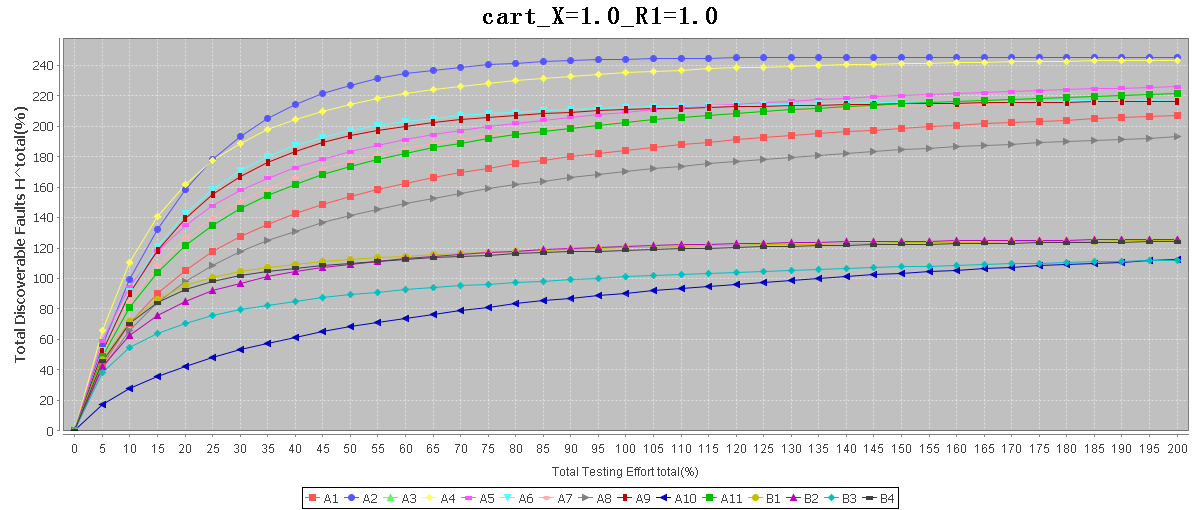 cart_X=1.0_R1=1.0
Total Discoverable Faults H^total(%)
240
220
200
180
160
140
120
100
80
60
40
20
0
0 5 10 15 20 25 30 35 40 45 50 55 60 65 70 75 80 85 90 95 100 105 110 115 120 125 130 135 140 145 150 155 160 165 170 175 180 185 190 195 200
Total Testing Effort total(%)
A1 A2 A3 A4 A5 A6 A7 A8 A9 A10 A11 B1 B2 B3 B4